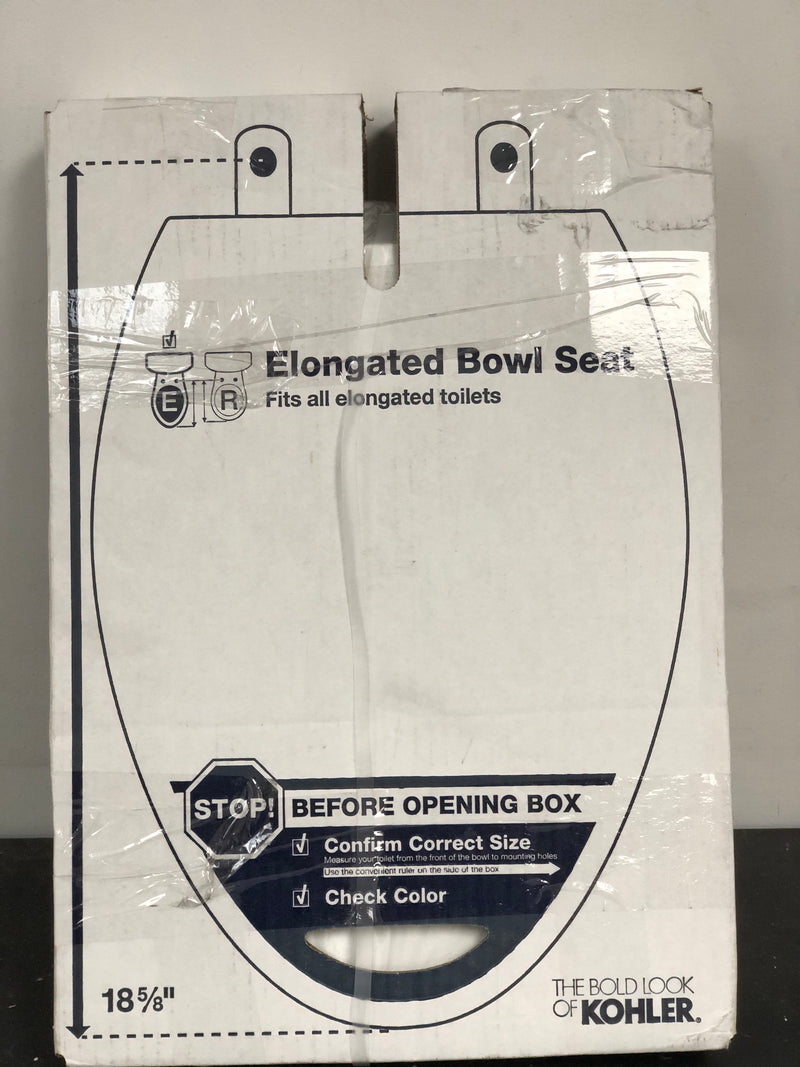 Elongated Bowl Seat
E R
Fits all elongated toilets
STOP! BEFORE OPENING BOX
Confirm Correct Size
Measure your toilet from the front of the bowl to mounting holes
Use the convenient ruler on the side of the box
Check Color
18 5/8"
THE BOLD LOOK
OF KOHLER®